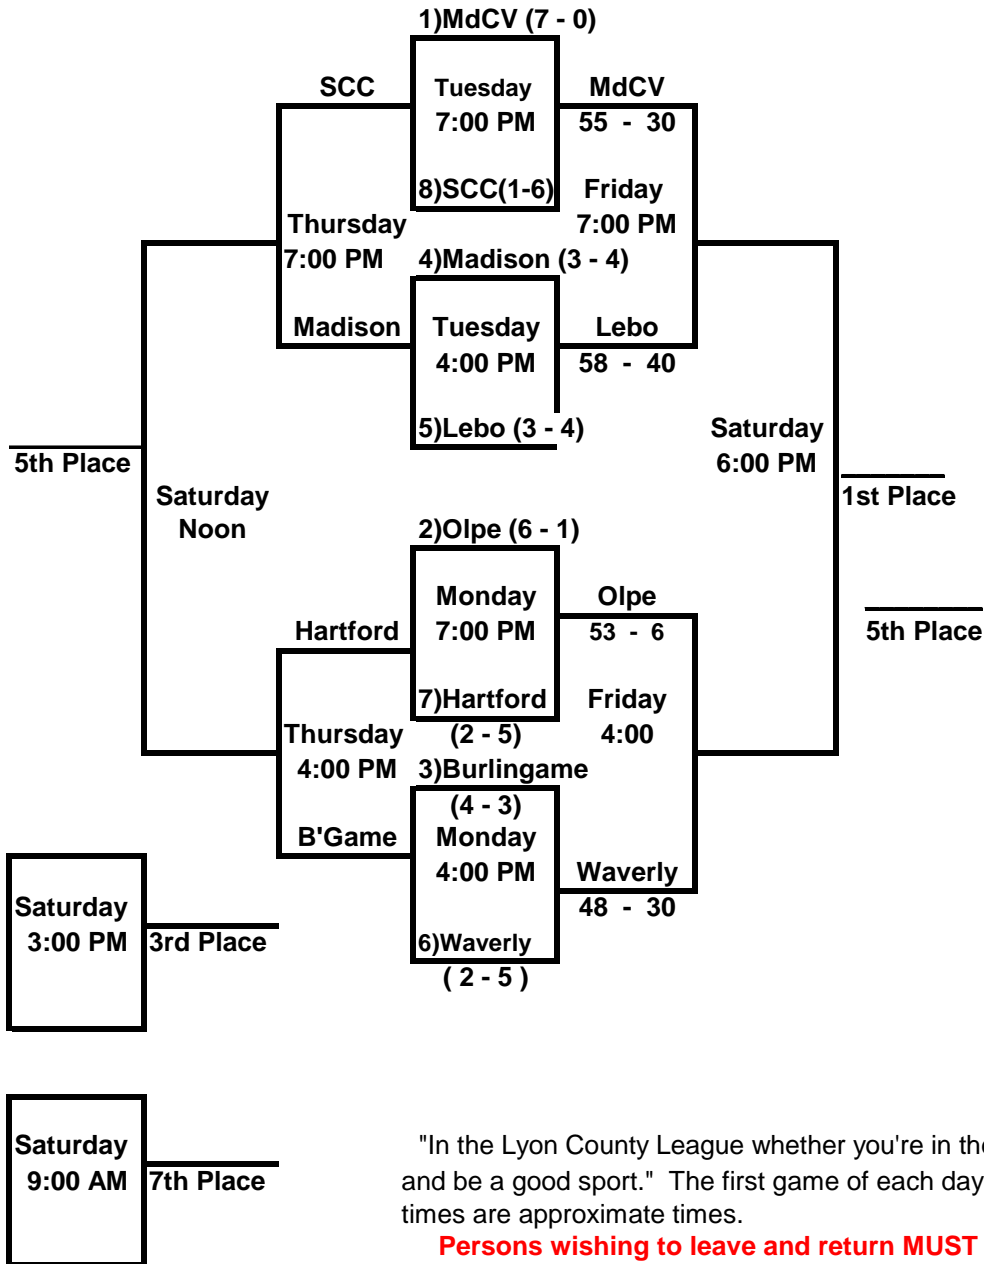 1)MdCV (7 - 0)
SCC Tuesday MdCV
7:00 PM 55 - 30
8)SCC(1-6) Friday
Thursday 7:00 PM
7:00 PM 4)Madison (3 - 4)
Madison Tuesday Lebo
4:00 PM 58 - 40
5)Lebo (3 - 4) Saturday
5th Place 6:00 PM
Saturday 1st Place
Noon 2)Olpe (6 - 1)
Monday Olpe
Hartford 7:00 PM 53 - 6 5th Place
7)Hartford Friday
Thursday (2 - 5) 4:00
4:00 PM 3)Burlingame
(4 - 3)
B'Game Monday
4:00 PM Waverly
Saturday 48 - 30
3:00 PM 3rd Place 6)Waverly
( 2 - 5 )
Saturday "In the Lyon County League whether you're in the
9:00 AM 7th Place and be a good sport." The first game of each day
times are approximate times.
Persons wishing to leave and return MUST